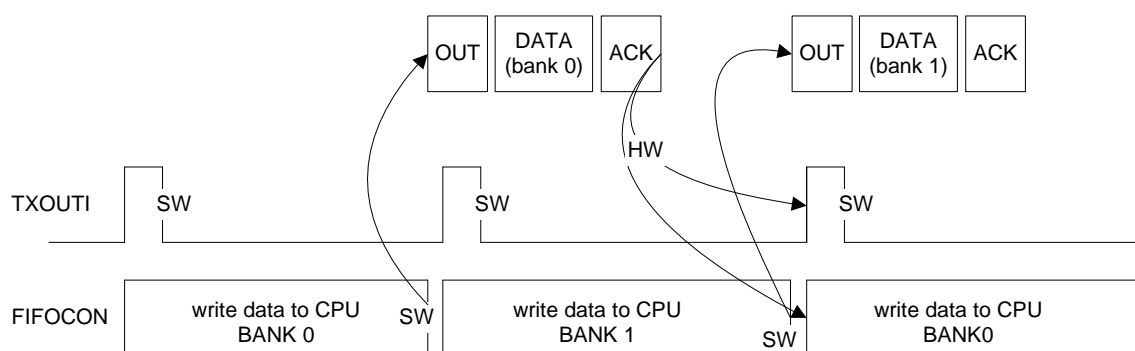 OUT
DATA
(bank 0)
ACK
OUT
DATA
(bank 1)
ACK
HW
TXOUTI
SW
SW
SW
FIFOCON
write data to CPU
BANK 0
SW
write data to CPU
BANK 1
SW
write data to CPU
BANK0